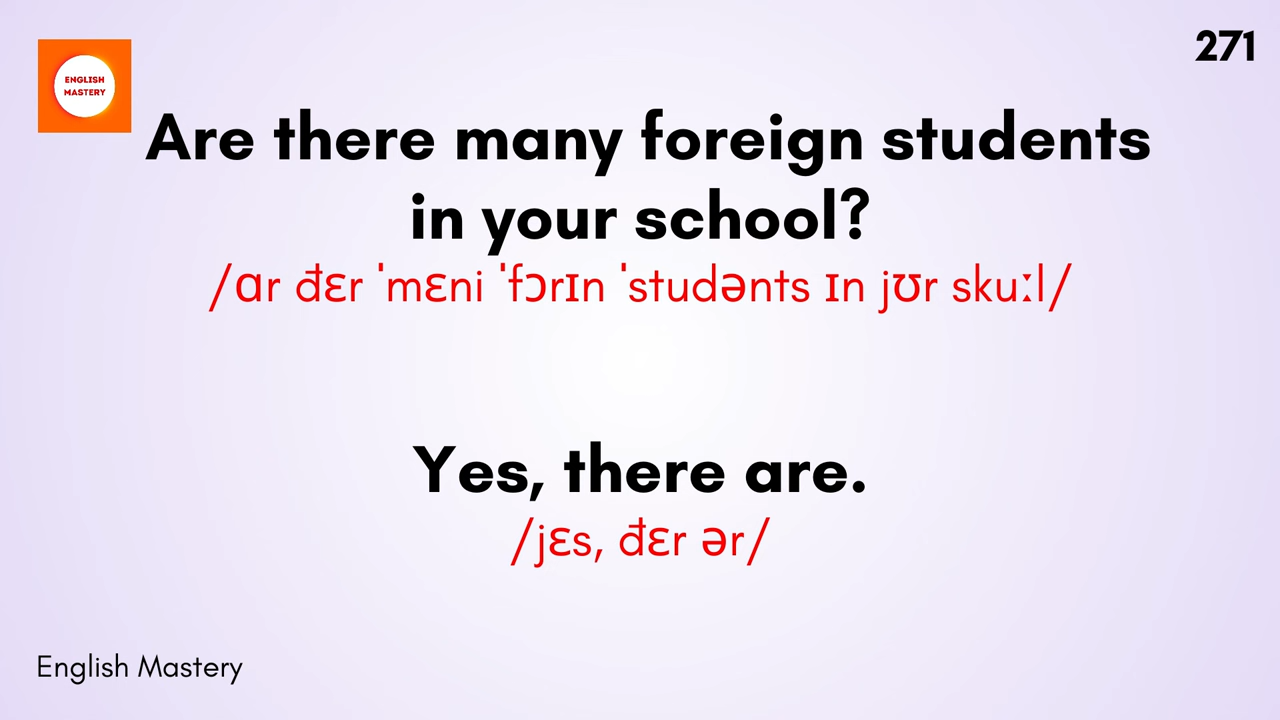 271
ENGLISH
MASTERY
Are there many foreign students
in your school?
/ɑr đɛr ˈmɛni ˈfɔrɪn ˈstudənts ɪn jʊr skuːl/
Yes, there are.
/jɛs, đɛr ər/
English Mastery